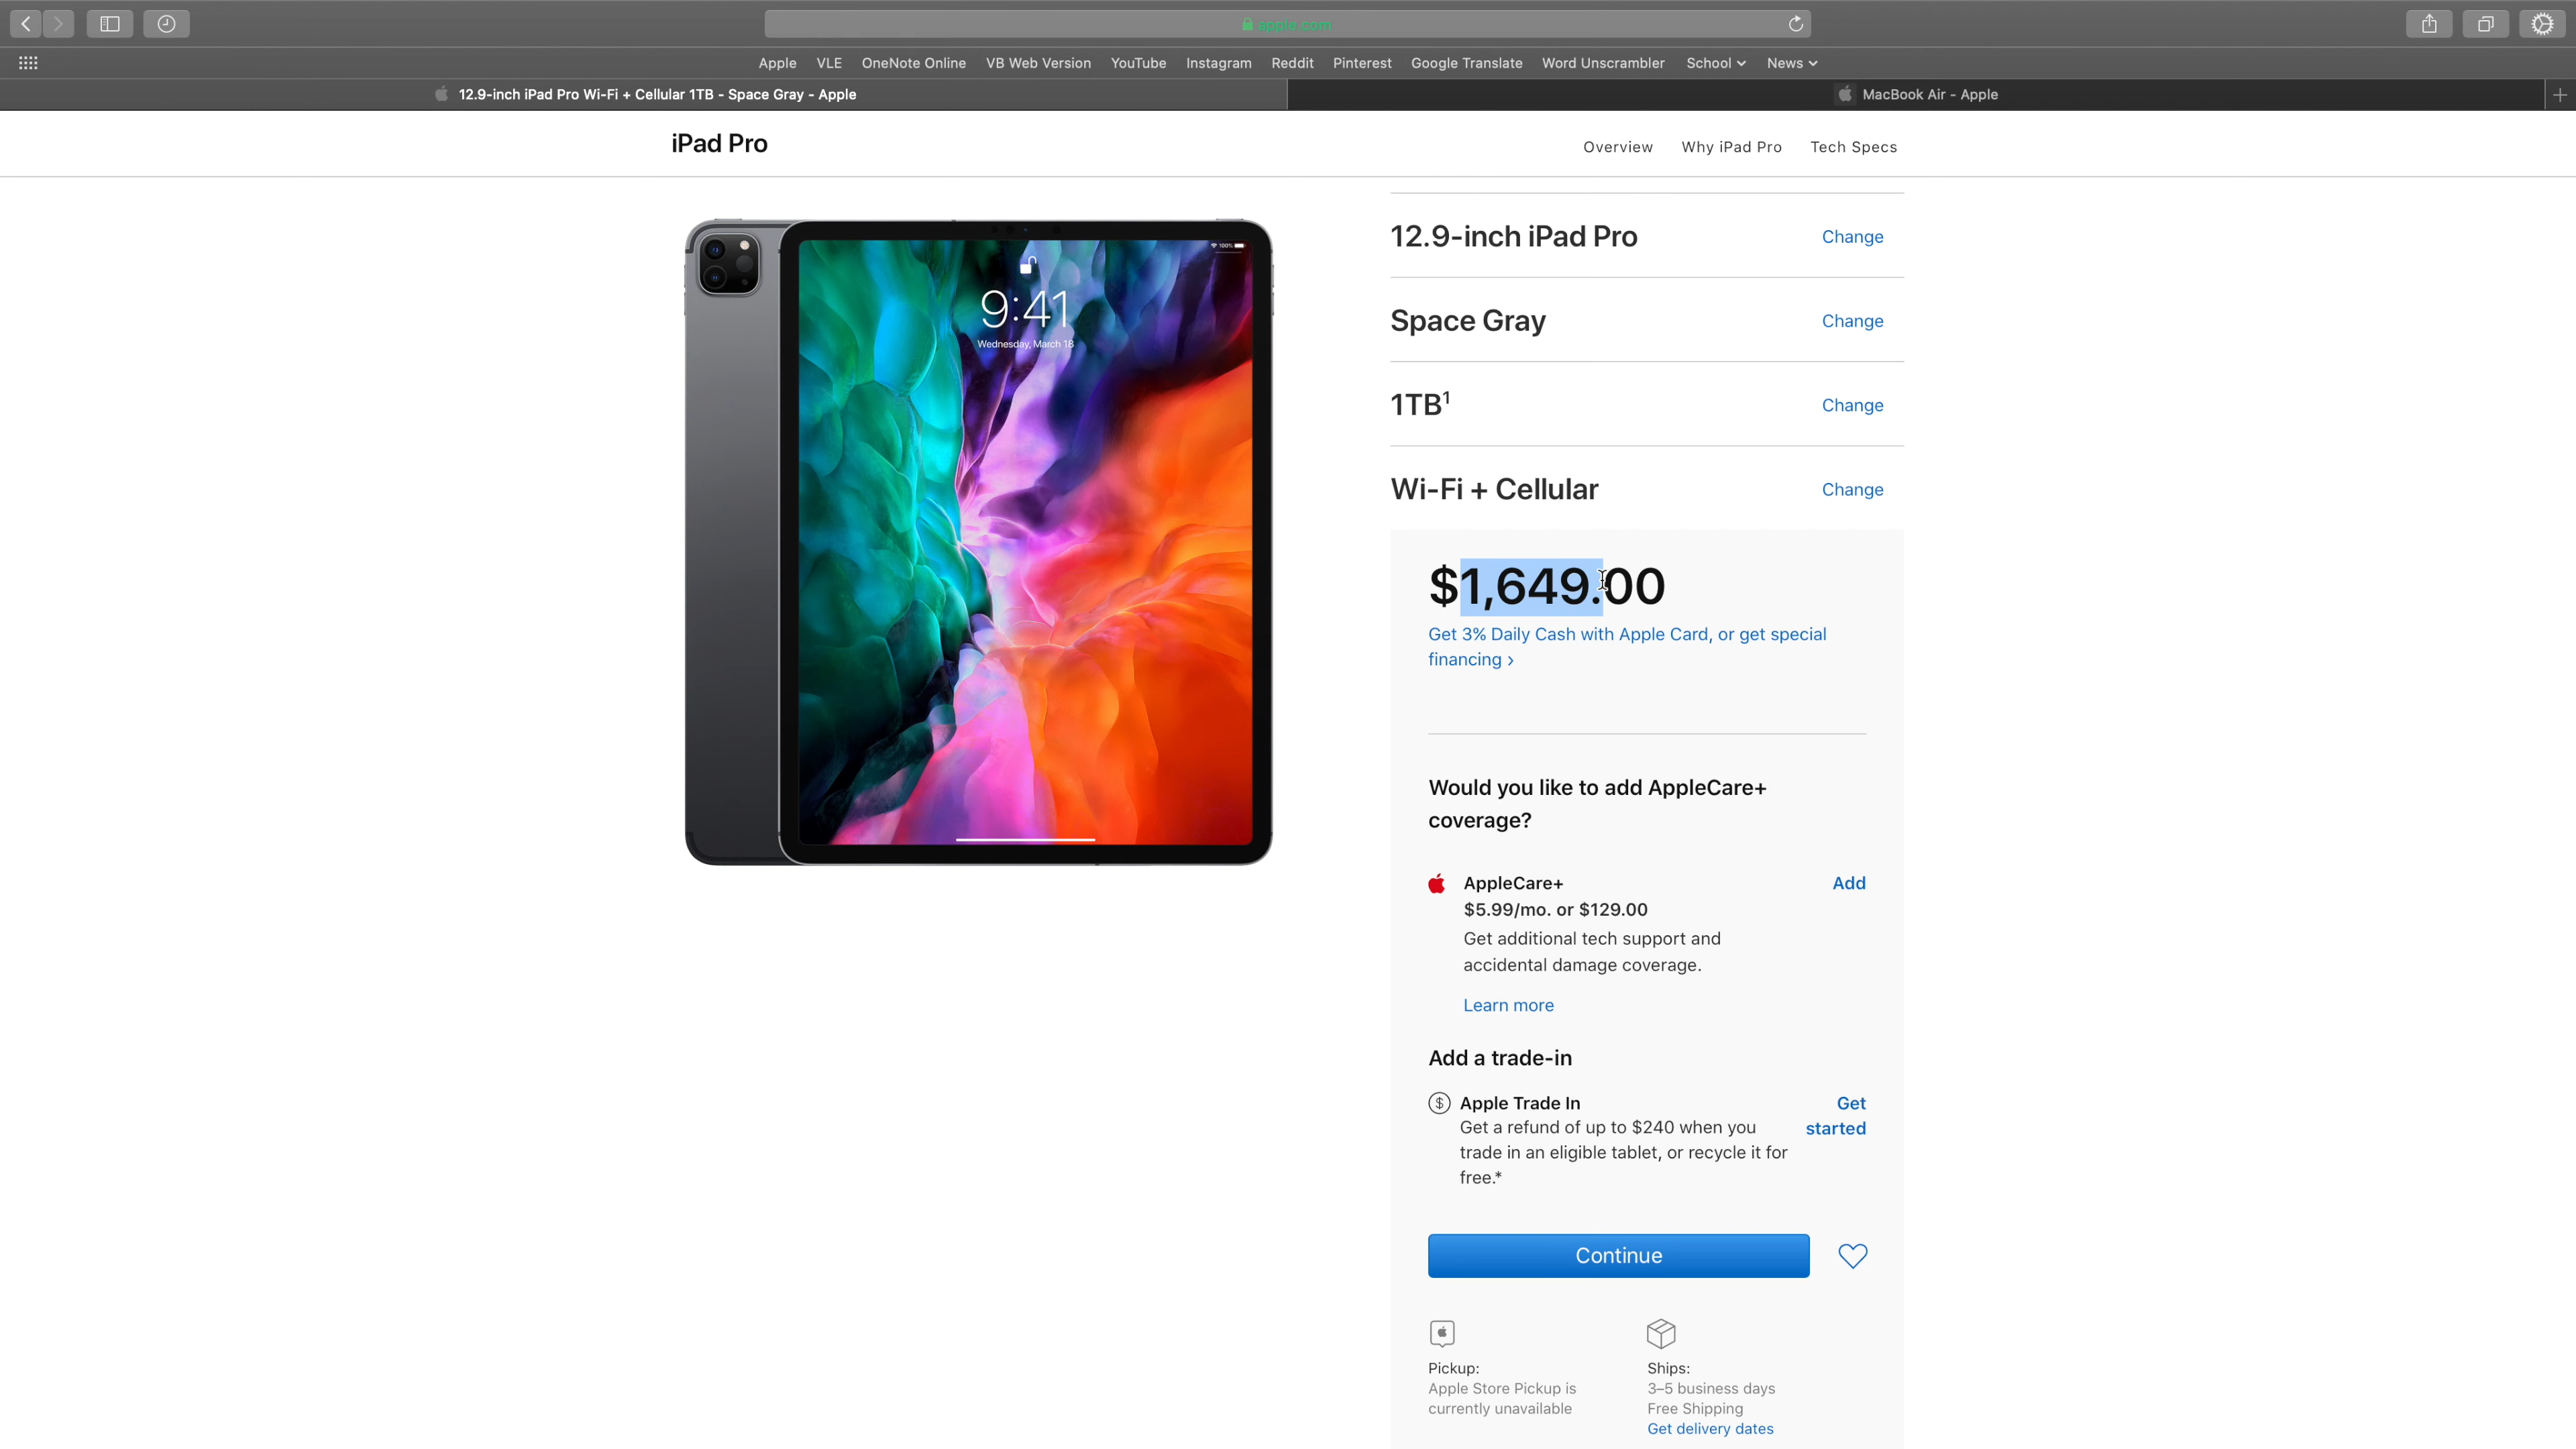 apple.com
Apple VLE OneNote Online VB Web Version YouTube Instagram Reddit Pinterest Google Translate Word Unscrambler School News
12.9-inch iPad Pro Wi-Fi + Cellular 1TB - Space Gray - Apple
MacBook Air - Apple
iPad Pro
Overview Why iPad Pro Tech Specs
100%
9:41
Wednesday, March 18
12.9-inch iPad Pro Change
Space Gray Change
1TB¹ Change
Wi-Fi + Cellular Change
$1,649.00
Get 3% Daily Cash with Apple Card, or get special
financing ›
Would you like to add AppleCare+
coverage?
AppleCare+ Add
$5.99/mo. or $129.00
Get additional tech support and
accidental damage coverage.
Learn more
Add a trade-in
$ Apple Trade In Get
Get a refund of up to $240 when you started
trade in an eligible tablet, or recycle it for
free.*
Continue
Pickup:
Apple Store Pickup is
currently unavailable
Ships:
3–5 business days
Free Shipping
Get delivery dates